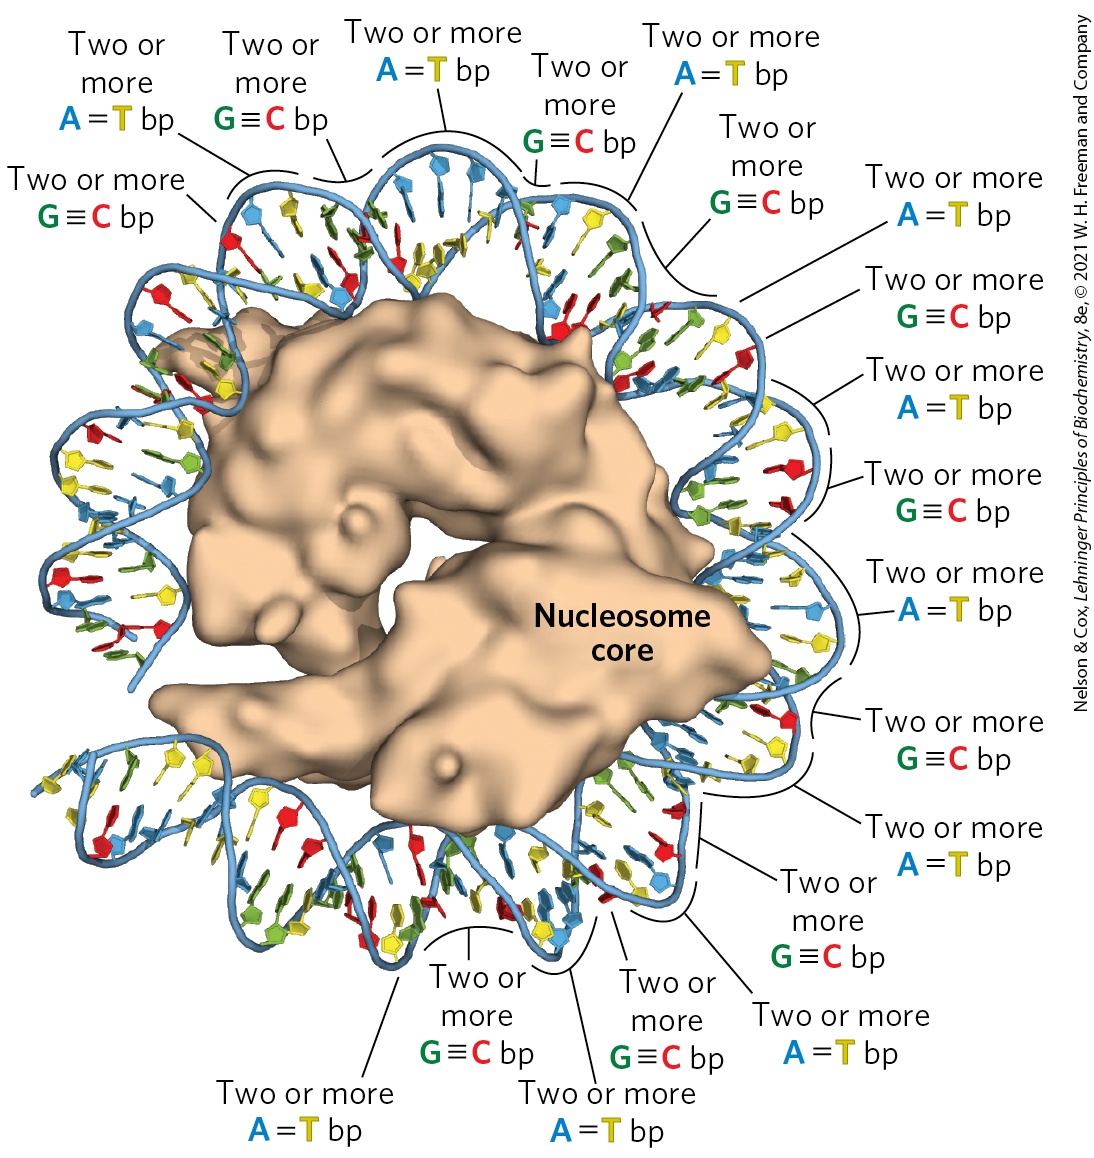 Two or
more
A = T bp
Two or
more
G ≡ C bp
Two or more
A = T bp
Two or
more
G ≡ C bp
Two or more
A = T bp
Two or more
G ≡ C bp
Two or
more
G ≡ C bp
Two or more
A = T bp
Two or more
G ≡ C bp
Two or more
A = T bp
Two or more
G ≡ C bp
Two or more
A = T bp
Nucleosome
core
Two or more
G ≡ C bp
Two or more
A = T bp
Two or
more
G ≡ C bp
Two or more
A = T bp
Two or
more
G ≡ C bp
Two or
more
G ≡ C bp
Two or more
A = T bp
Two or more
A = T bp
Nelson & Cox, Lehninger Principles of Biochemistry, 8e, © 2021 W. H. Freeman and Company